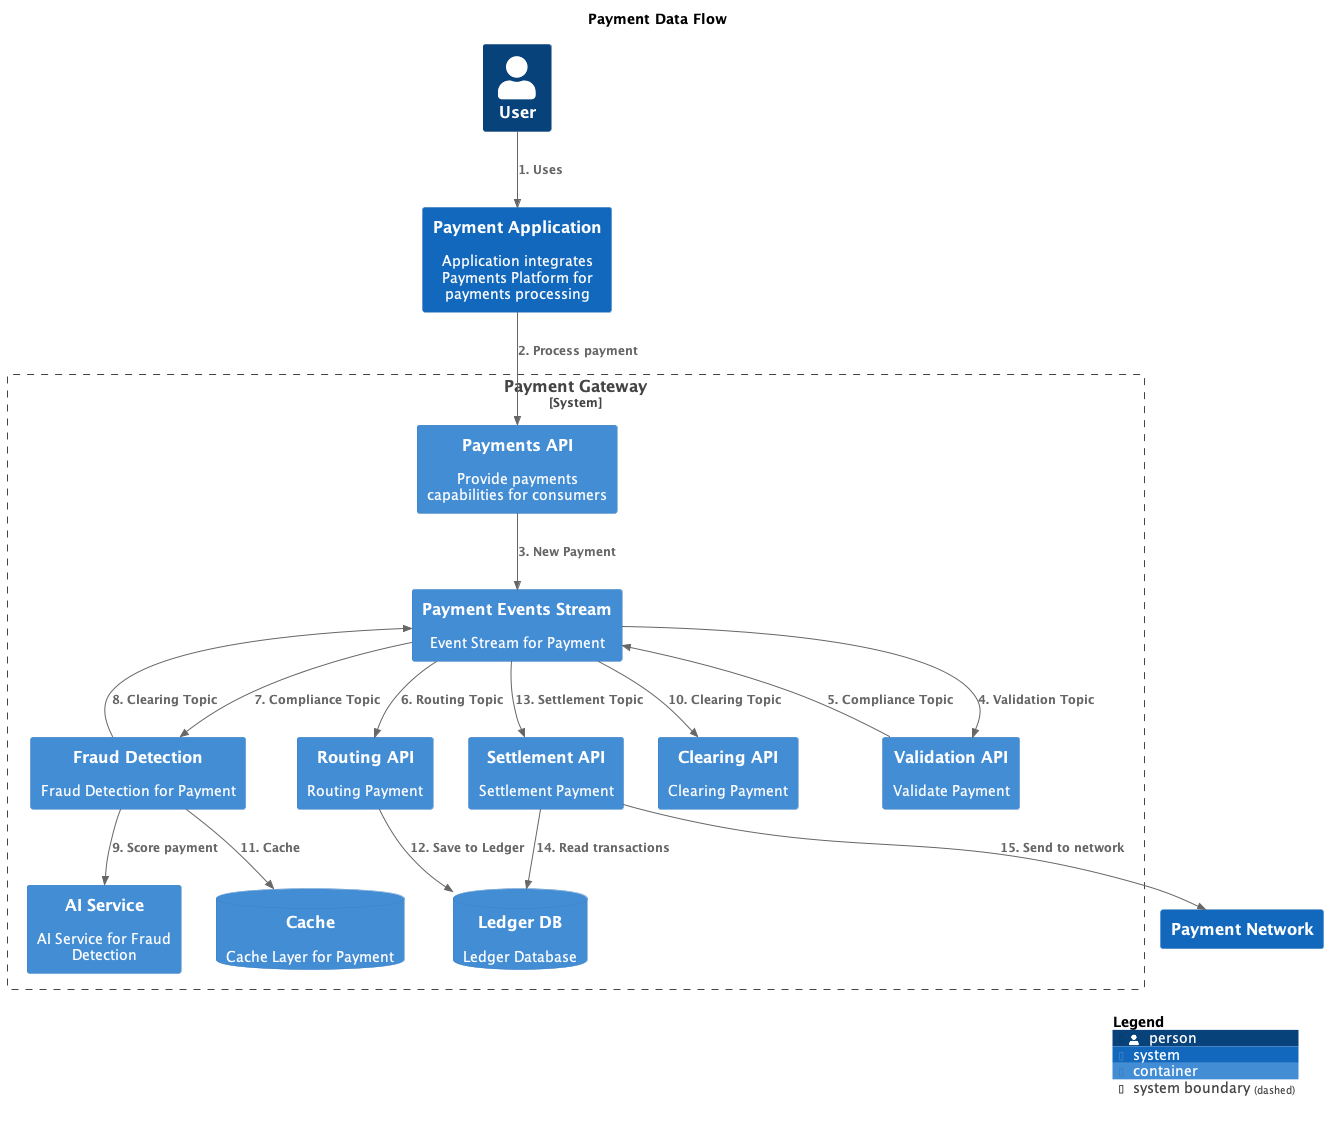 Payment Data Flow
User
1. Uses
Payment Application
Application integrates
Payments Platform for
payments processing
2. Process payment
Payment Gateway
[System]
Payments API
Provide payments
capabilities for consumers
3. New Payment
Payment Events Stream
Event Stream for Payment
8. Clearing Topic
7. Compliance Topic
6. Routing Topic
13. Settlement Topic
10. Clearing Topic
5. Compliance Topic
4. Validation Topic
Fraud Detection
Fraud Detection for Payment
Routing API
Routing Payment
Settlement API
Settlement Payment
Clearing API
Clearing Payment
Validation API
Validate Payment
9. Score payment
11. Cache
12. Save to Ledger
14. Read transactions
15. Send to network
AI Service
AI Service for Fraud
Detection
Cache
Cache Layer for Payment
Ledger DB
Ledger Database
Payment Network
Legend
person
system
container
system boundary (dashed)